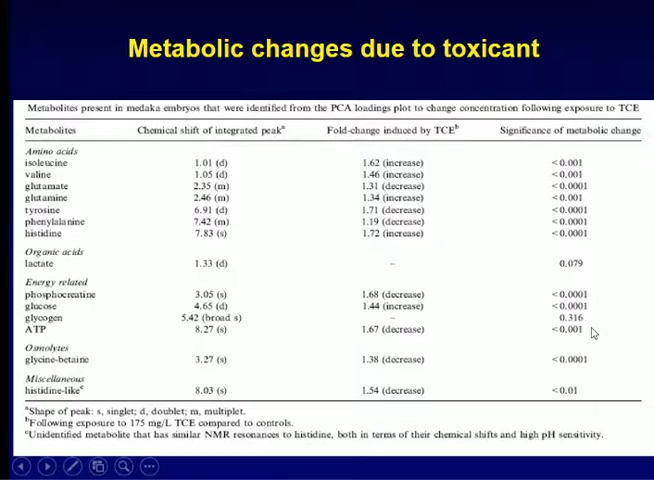 Metabolic changes due to toxicant
Metabolites present in medaka embryos that were identified from the PCA loadings plot to change concentration following exposure to TCE
Metabolites Chemical shift of integrated peakᵃ Fold-change induced by TCEᵇ Significance of metabolic change
Amino acids
isoleucine 1.01 (d) 1.62 (increase) <0.001
valine 1.05 (d) 1.46 (increase) <0.001
glutamate 2.35 (m) 1.31 (decrease) <0.0001
glutamine 2.46 (m) 1.34 (increase) <0.001
tyrosine 6.91 (d) 1.71 (decrease) <0.0001
phenylalanine 7.42 (m) 1.19 (decrease) <0.0001
histidine 7.83 (s) 1.72 (increase) <0.0001
Organic acids
lactate 1.33 (d) – 0.079
Energy related
phosphocreatine 3.05 (s) 1.68 (decrease) <0.0001
glucose 4.65 (d) 1.44 (increase) <0.0001
glycogen 5.42 (broad s) – 0.316
ATP 8.27 (s) 1.67 (decrease) <0.001
Osmolytes
glycine-betaine 3.27 (s) 1.38 (decrease) <0.0001
Miscellaneous
histidine-likeᶜ 8.03 (s) 1.54 (decrease) <0.01
ᵃShape of peak: s, singlet; d, doublet; m, multiplet.
ᵇFollowing exposure to 175 mg/L TCE compared to controls.
ᶜUnidentified metabolite that has similar NMR resonances to histidine, both in terms of their chemical shifts and high pH sensitivity.